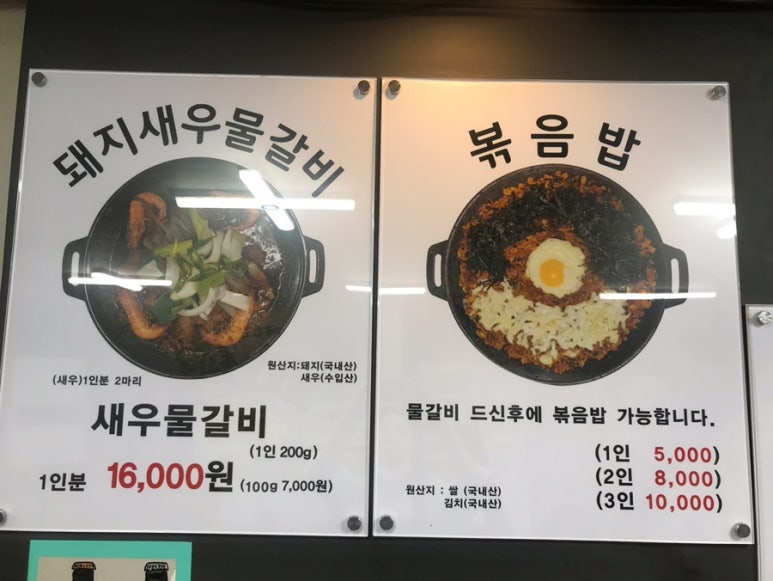 돼지새우물갈비
원산지:돼지(국내산)
새우(수입산)
(새우)1인분 2마리
새우물갈비
(1인 200g)
1인분 16,000원 (100g 7,000원)
볶음밥
물갈비 드신후에 볶음밥 가능합니다.
(1인 5,000)
(2인 8,000)
(3인 10,000)
원산지 : 쌀 (국내산)
김치(국내산)